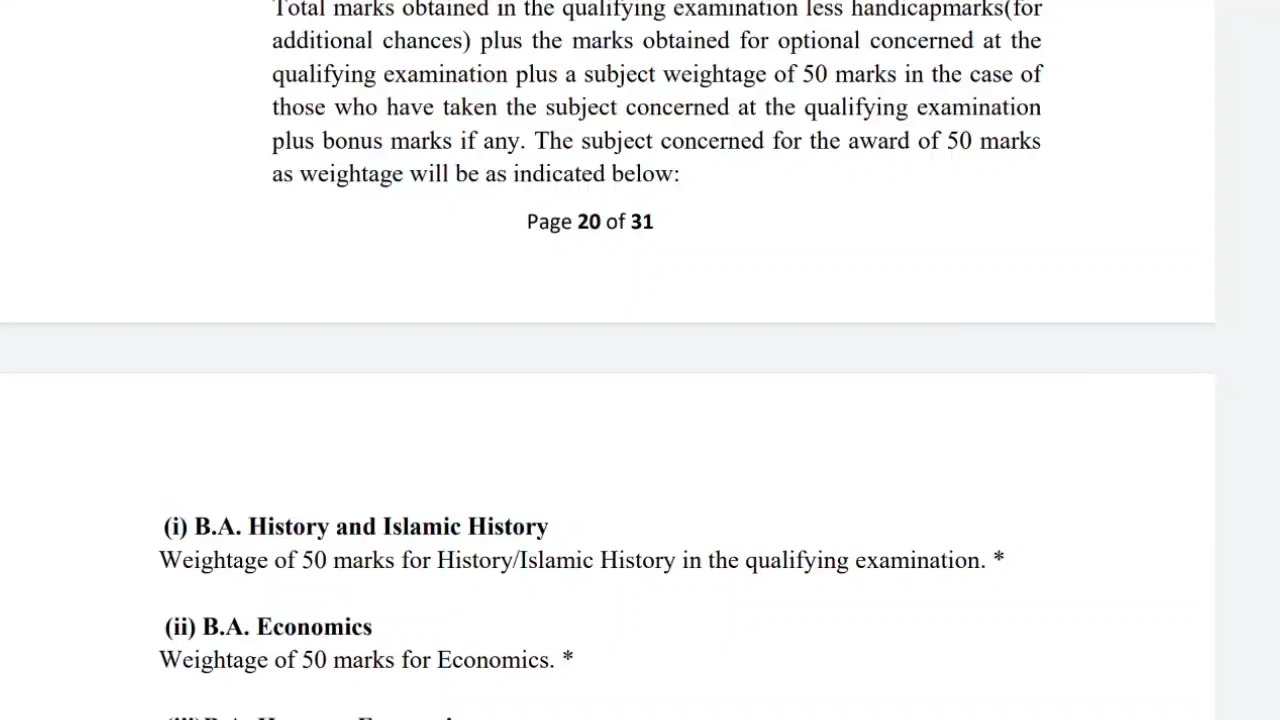 Total marks obtained in the qualifying examination less handicapmarks(for
additional chances) plus the marks obtained for optional concerned at the
qualifying examination plus a subject weightage of 50 marks in the case of
those who have taken the subject concerned at the qualifying examination
plus bonus marks if any. The subject concerned for the award of 50 marks
as weightage will be as indicated below:
Page 20 of 31
(i) B.A. History and Islamic History
Weightage of 50 marks for History/Islamic History in the qualifying examination. *
(ii) B.A. Economics
Weightage of 50 marks for Economics. *